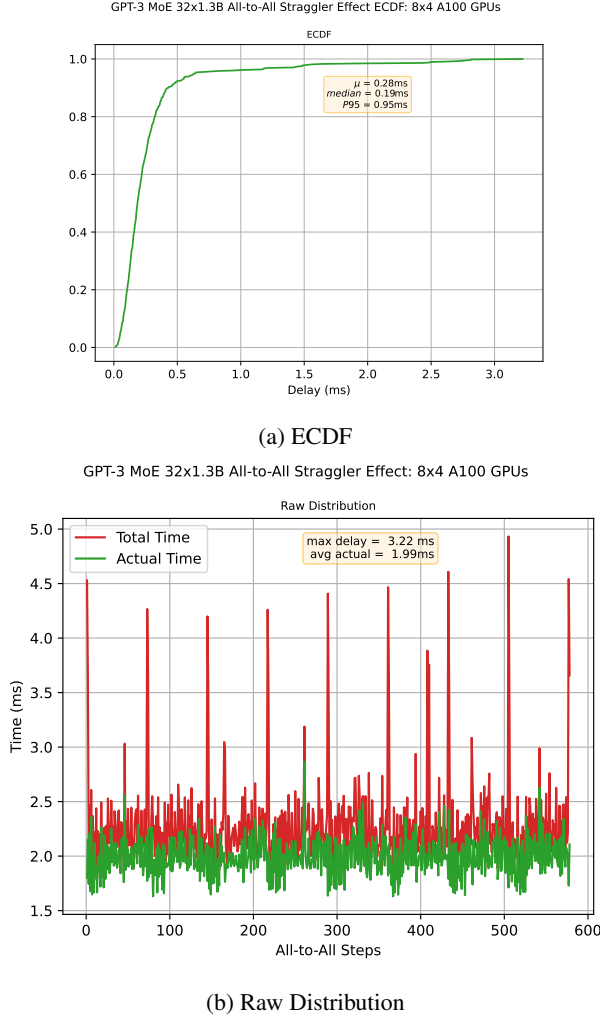 GPT-3 MoE 32x1.3B All-to-All Straggler Effect ECDF: 8x4 A100 GPUs
ECDF
1.0
0.8
0.6
0.4
0.2
0.0
μ = 0.28ms
median = 0.19ms
P95 = 0.95ms
0.0 0.5 1.0 1.5 2.0 2.5 3.0
Delay (ms)
(a) ECDF
GPT-3 MoE 32x1.3B All-to-All Straggler Effect: 8x4 A100 GPUs
Raw Distribution
Time (ms)
5.0
4.5
4.0
3.5
3.0
2.5
2.0
1.5
Total Time
Actual Time
max delay = 3.22 ms
avg actual = 1.99ms
0 100 200 300 400 500 600
All-to-All Steps
(b) Raw Distribution